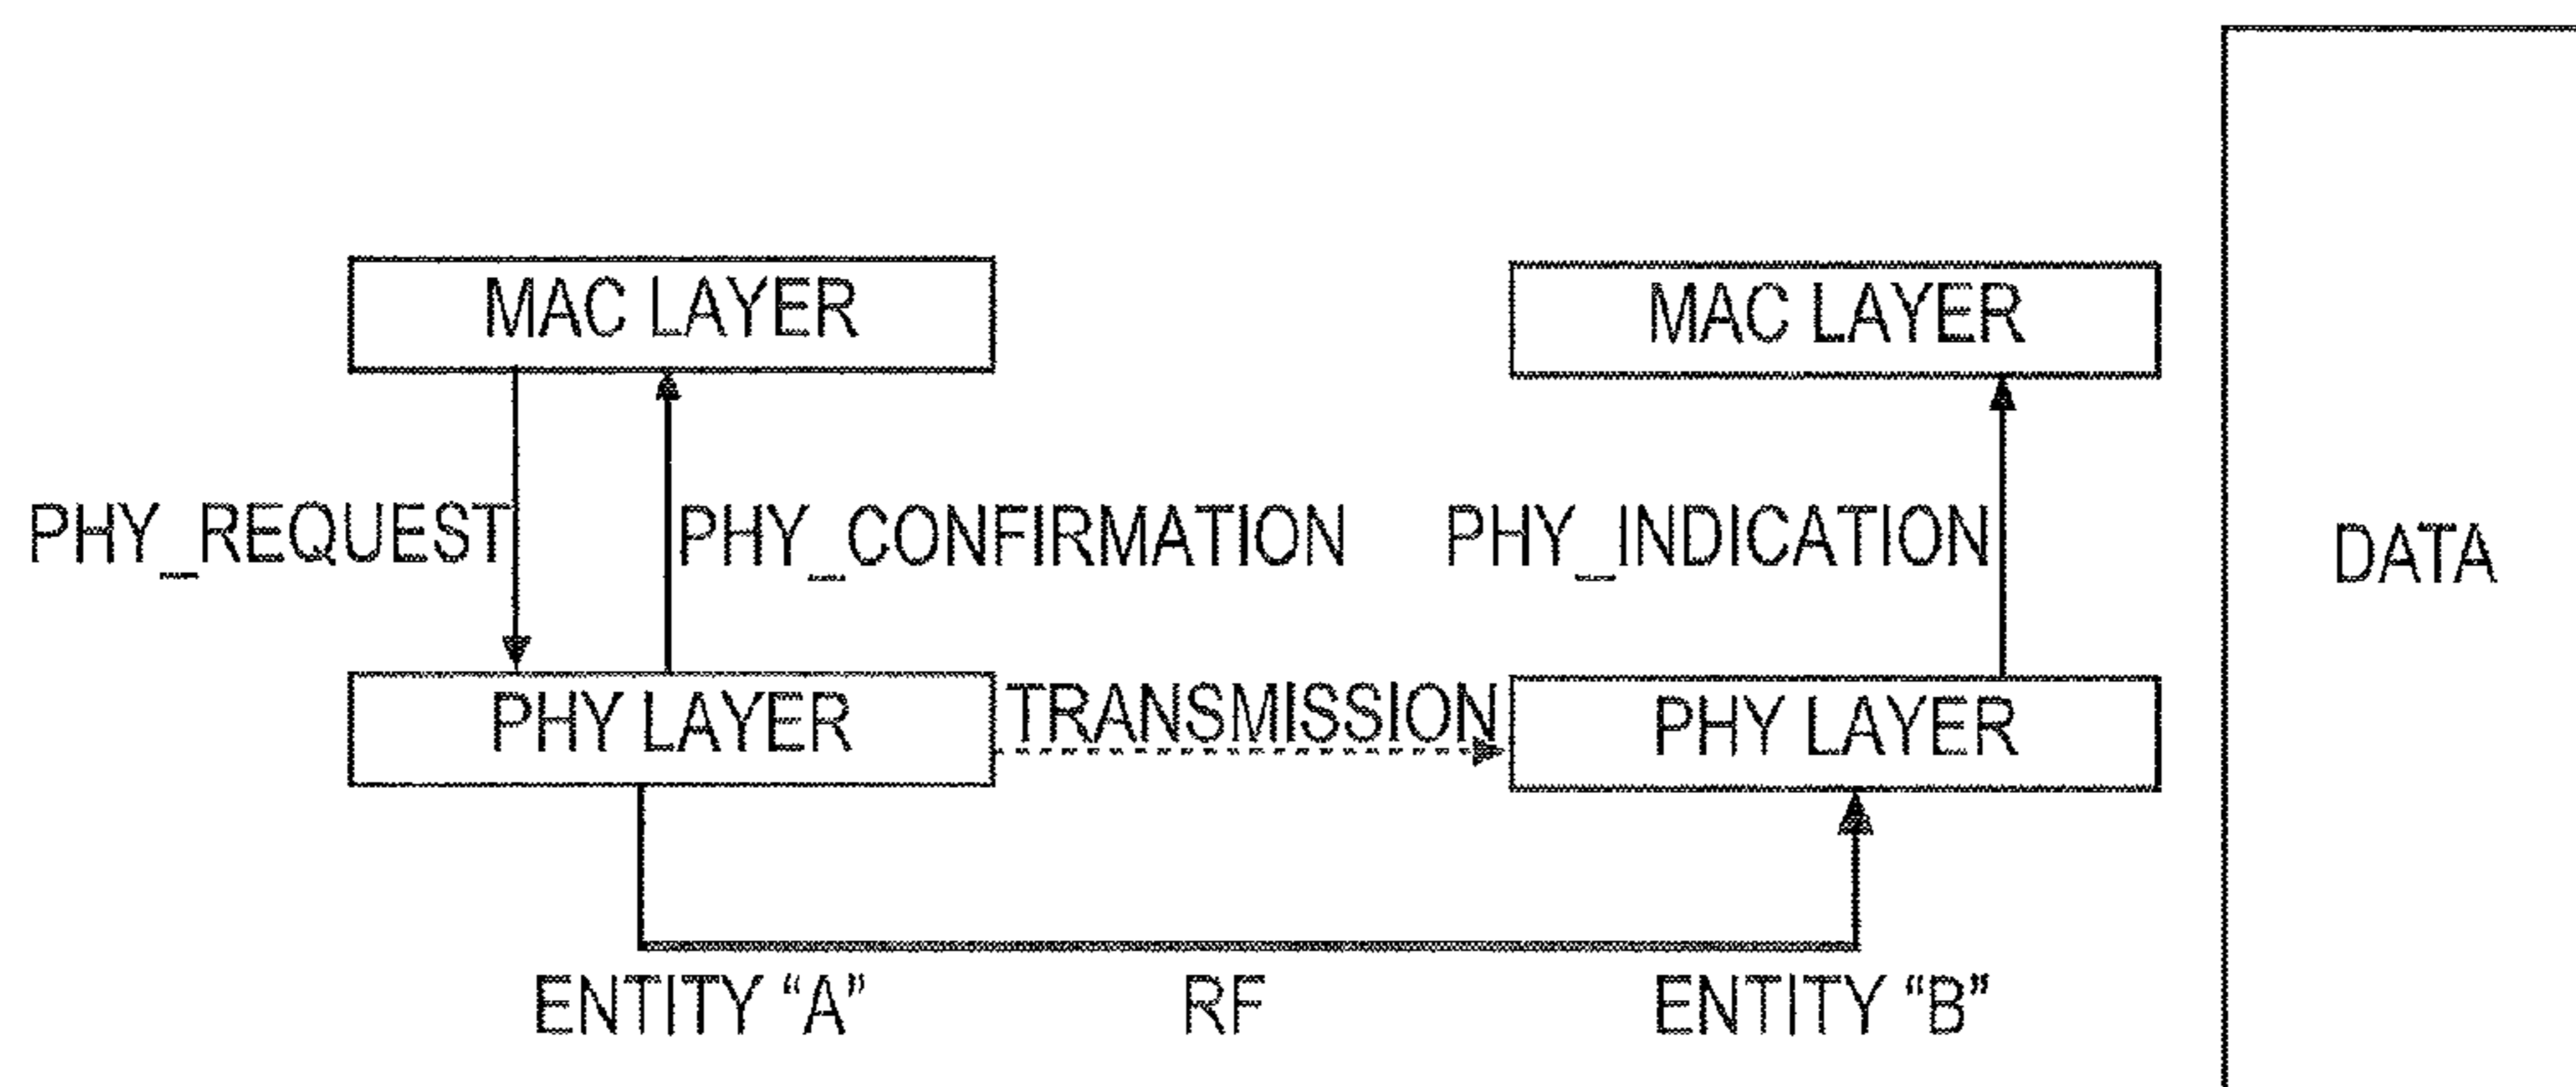 MAC LAYER
MAC LAYER
PHY_REQUEST
PHY_CONFIRMATION
PHY_INDICATION
DATA
PHY LAYER
TRANSMISSION
PHY LAYER
ENTITY “A”
RF
ENTITY “B”